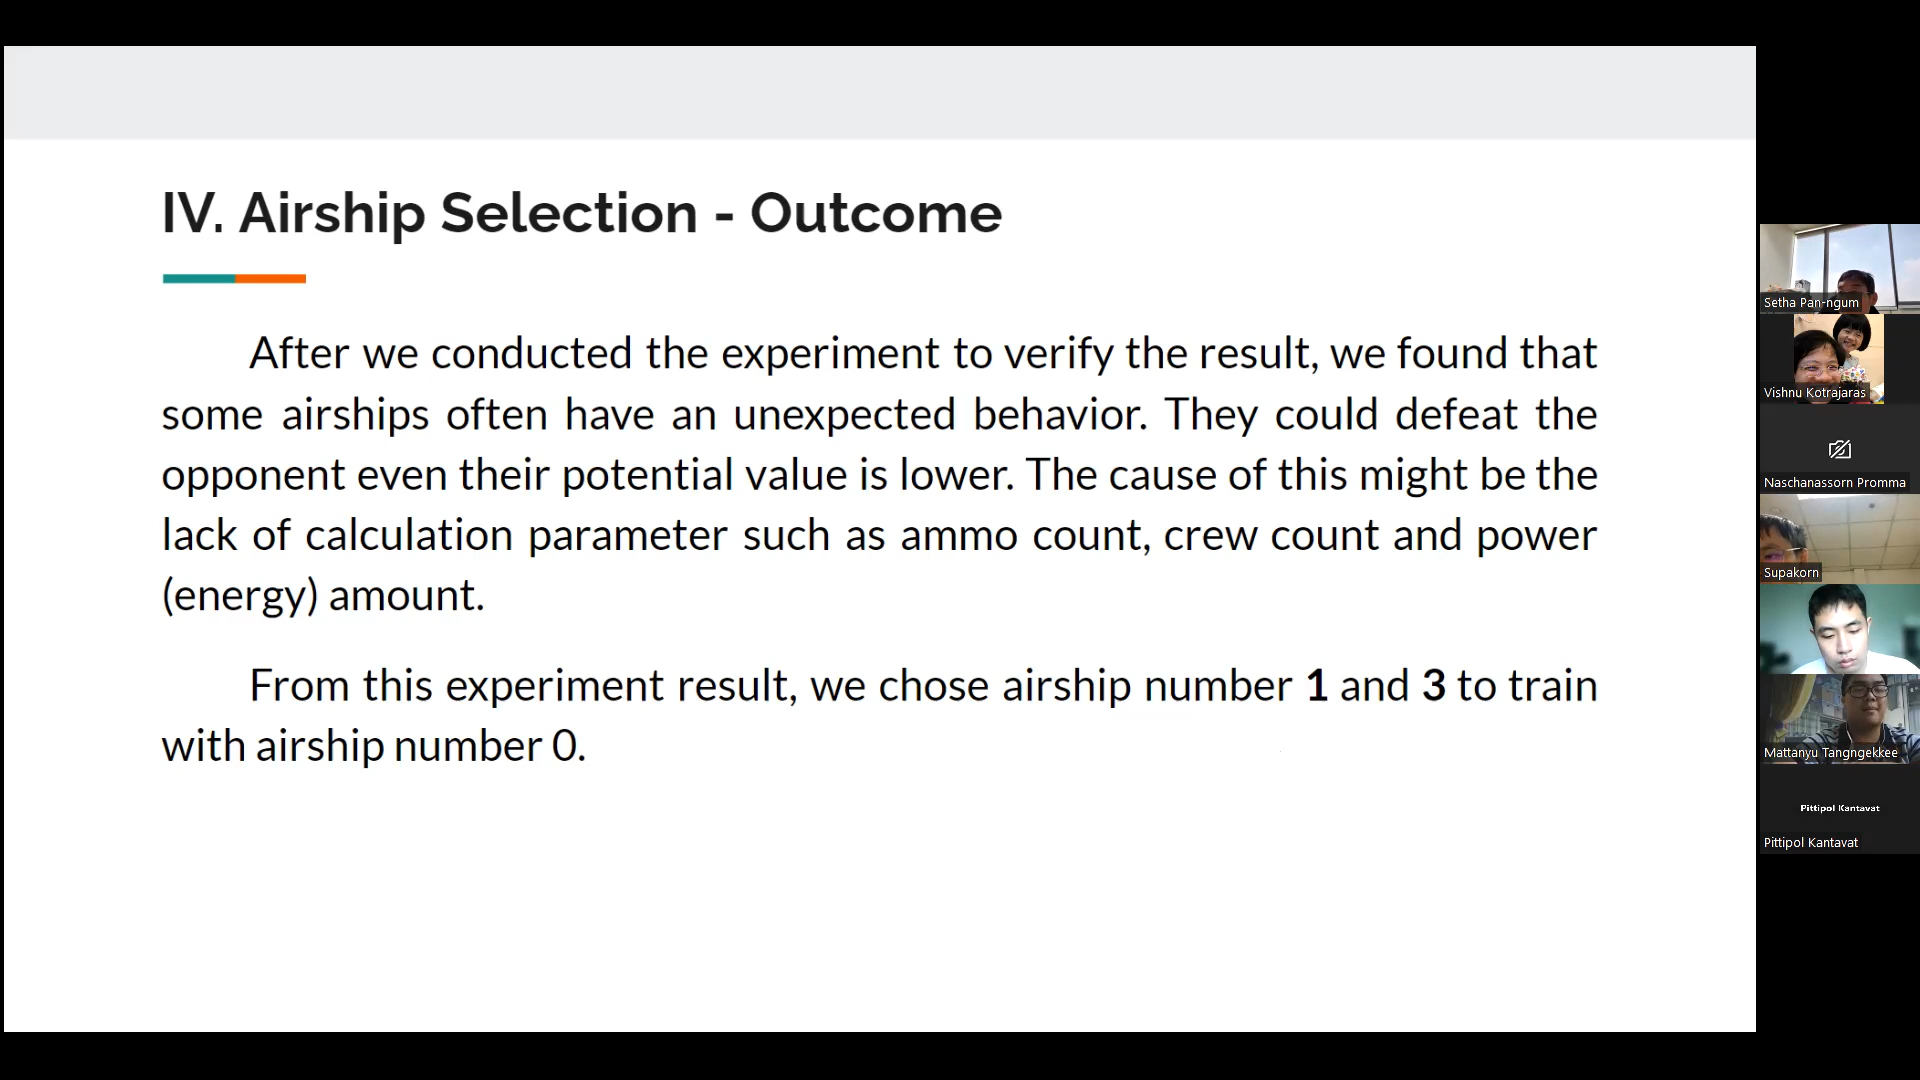 IV. Airship Selection - Outcome
After we conducted the experiment to verify the result, we found that
some airships often have an unexpected behavior. They could defeat the
opponent even their potential value is lower. The cause of this might be the
lack of calculation parameter such as ammo count, crew count and power
(energy) amount.
From this experiment result, we chose airship number 1 and 3 to train
with airship number 0.
Setha Pan-ngum
Vishnu Kotrajaras
Naschanassorn Promma
Supakorn
Mattanyu Tangngekkee
Pittipol Kantavat
Pittipol Kantavat